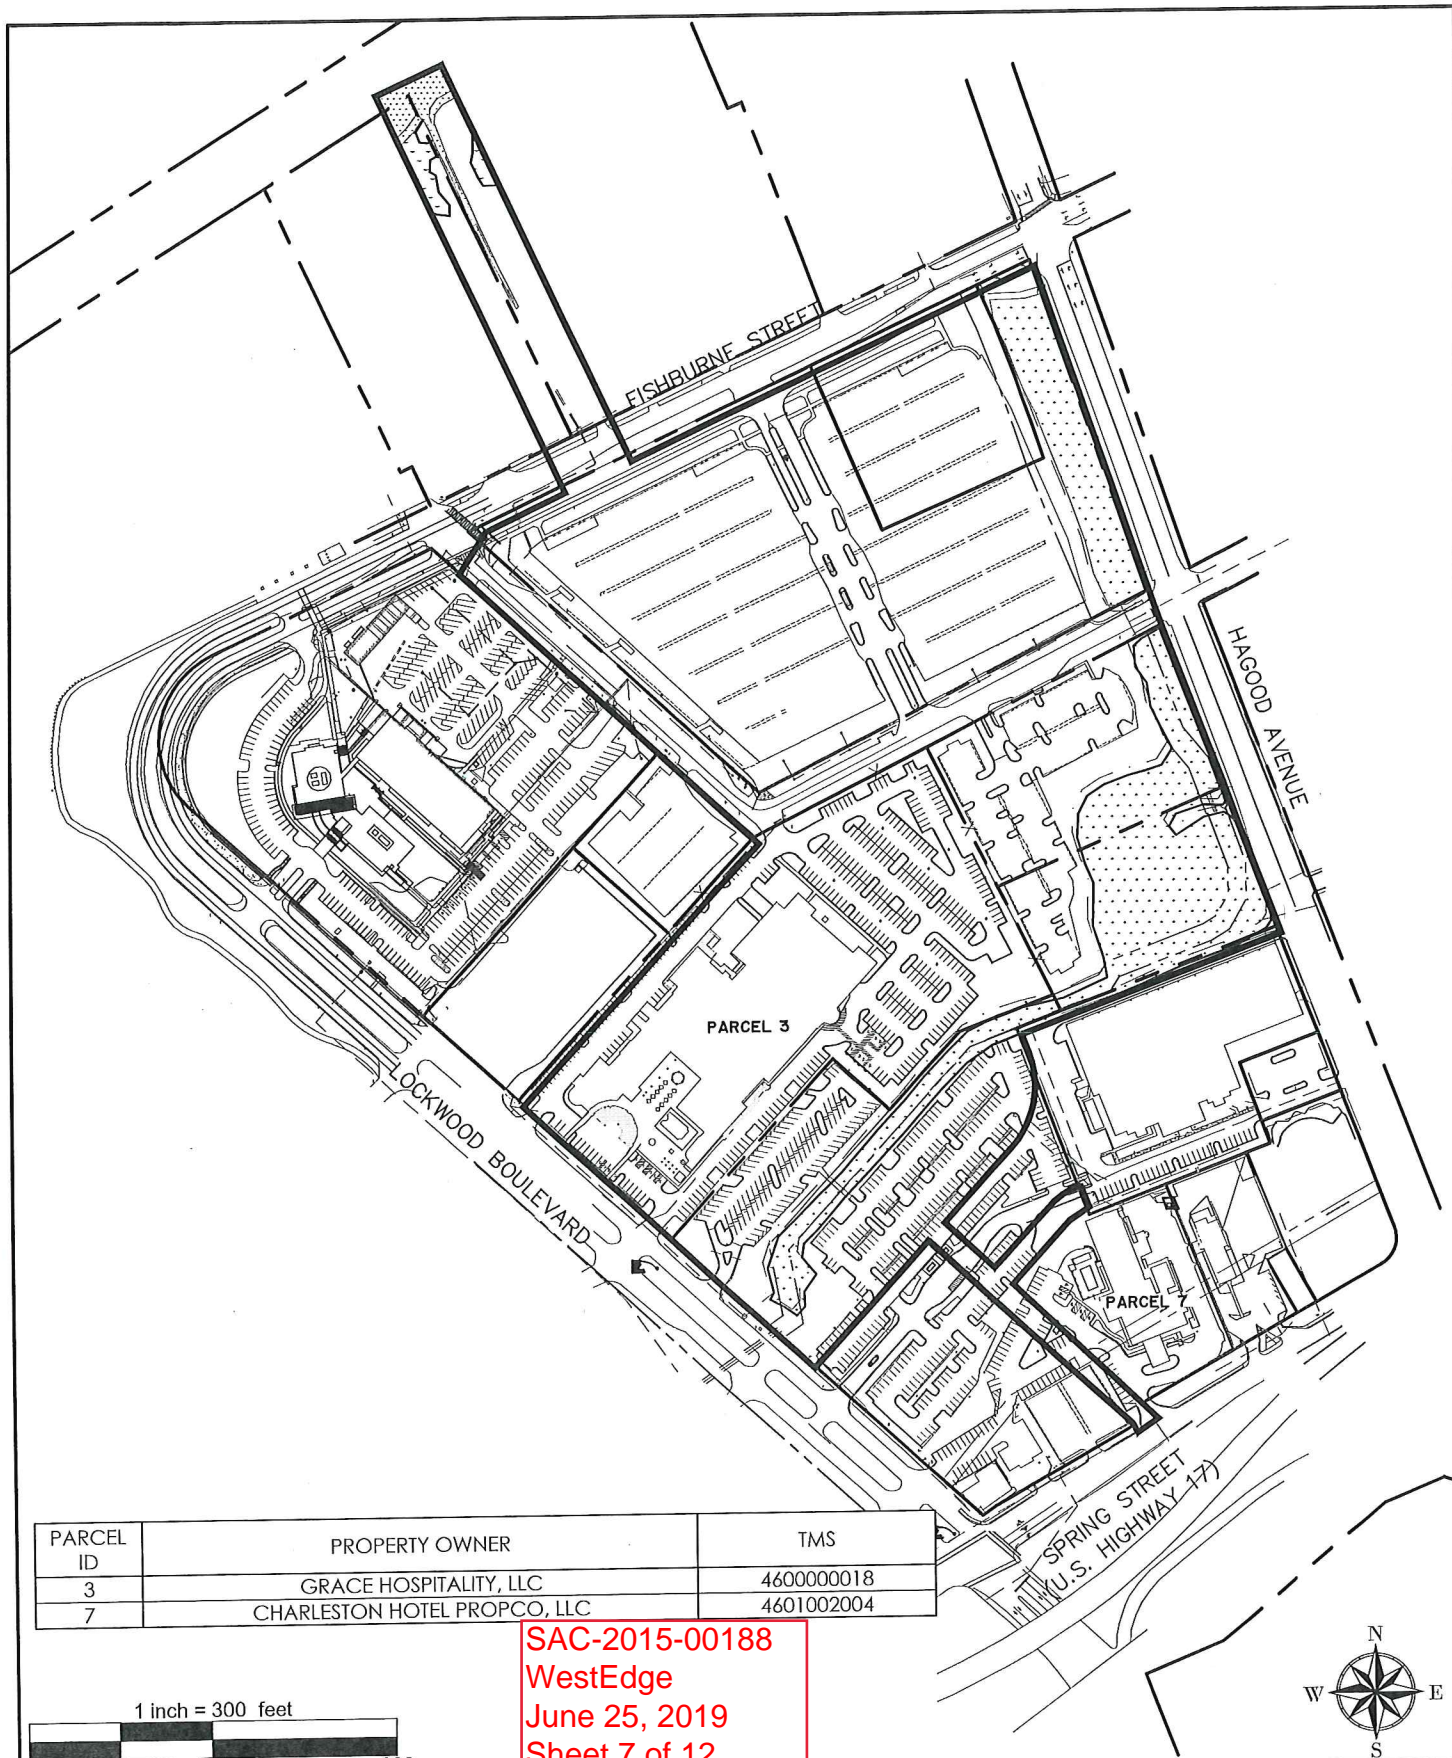 FISHBURNE STREET
HAGOOD AVENUE
PARCEL 3
LOCKWOOD BOULEVARD
PARCEL 7
SPRING STREET
(U.S. HIGHWAY 17)
PARCEL ID PROPERTY OWNER TMS
3 GRACE HOSPITALITY, LLC 4600000018
7 CHARLESTON HOTEL PROPCO, LLC 4601002004
SAC-2015-00188
WestEdge
June 25, 2019
Sheet 7 of 12
1 inch = 300 feet
N
W E
S